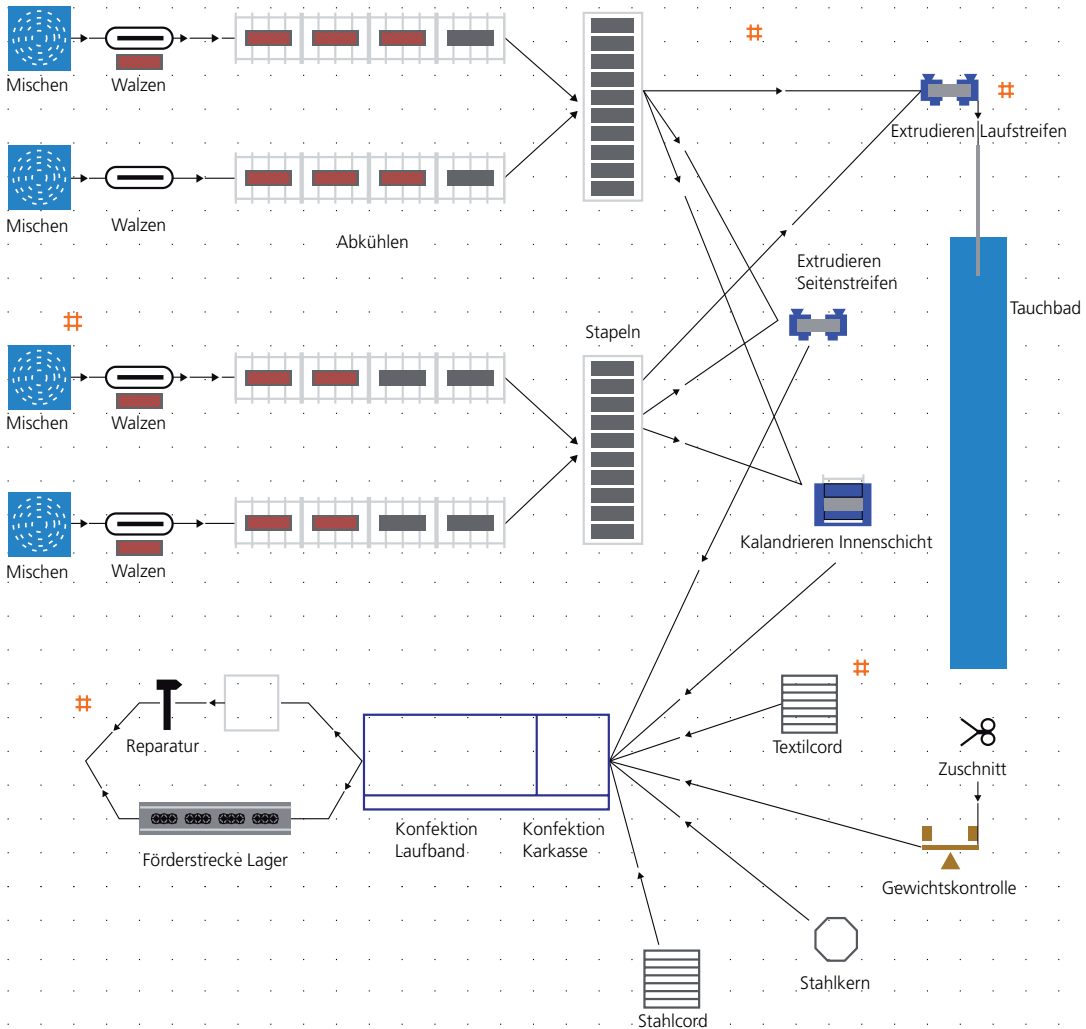 Mischen
Walzen
Extrudieren Laufstreifen
Mischen
Walzen
Abkühlen
Extrudieren
Seitenstreifen
Tauchbad
Stapeln
Mischen
Walzen
Kalandrieren Innenschicht
Mischen
Walzen
Reparatur
Textilcord
Zuschnitt
Konfektion
Laufband
Konfektion
Karkasse
Förderstrecke Lager
Gewichtskontrolle
Stahlkern
Stahlcord